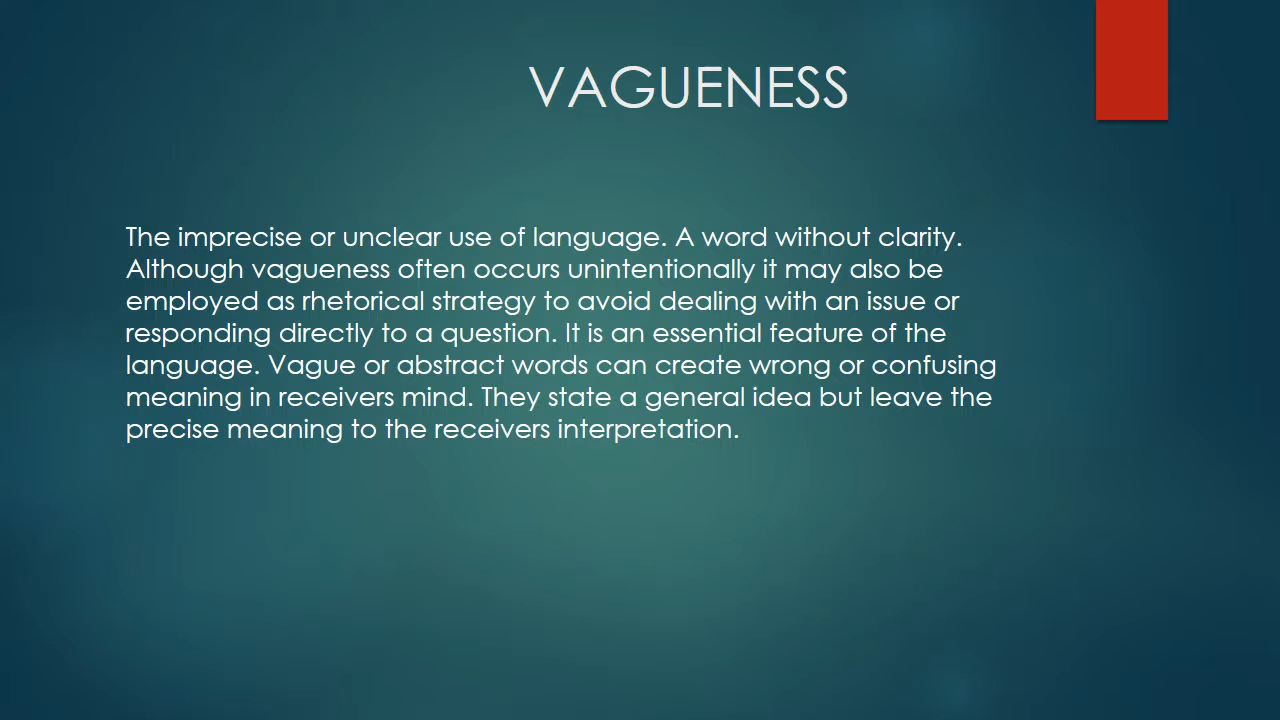 VAGUENESS
The imprecise or unclear use of language. A word without clarity.
Although vagueness often occurs unintentionally it may also be
employed as rhetorical strategy to avoid dealing with an issue or
responding directly to a question. It is an essential feature of the
language. Vague or abstract words can create wrong or confusing
meaning in receivers mind. They state a general idea but leave the
precise meaning to the receivers interpretation.